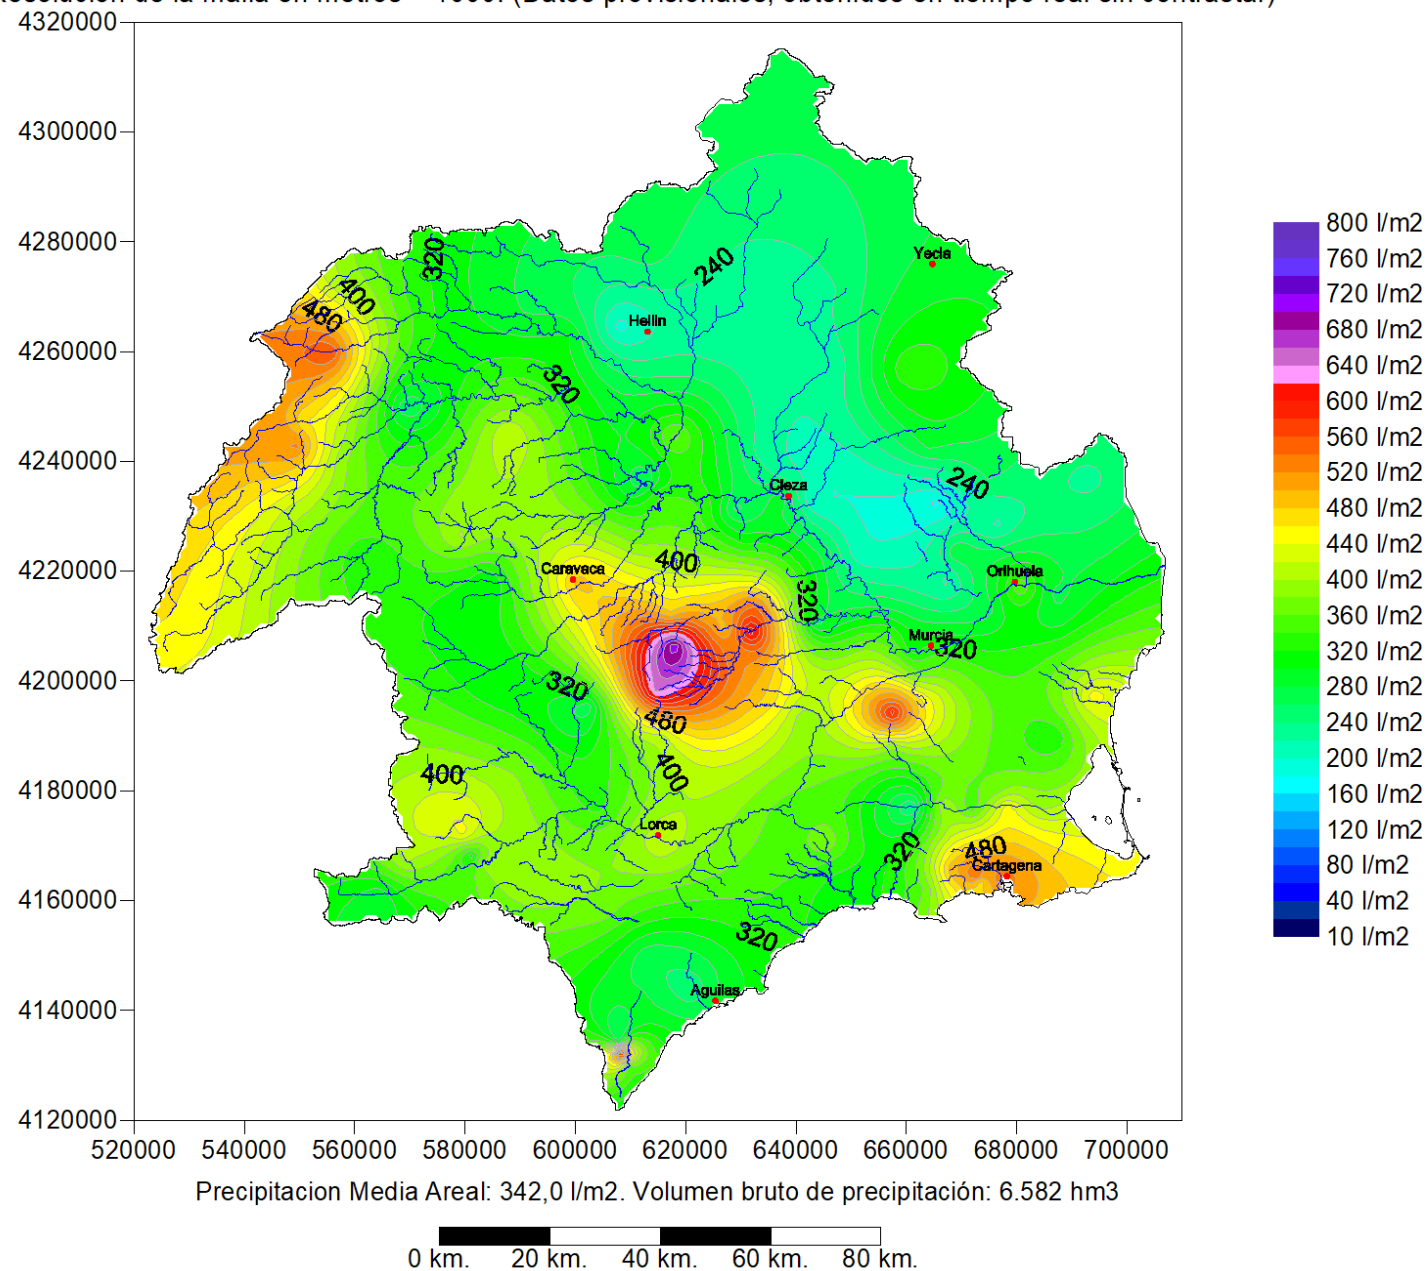 4320000
4300000
4280000
4260000
4240000
4220000
4200000
4180000
4160000
4140000
4120000
520000 540000 560000 580000 600000 620000 640000 660000 680000 700000
320
400
480
240
Yecla
Hellin
320
Cieza
240
Caravaca
400
320
Orihuela
Murcia
320
320
480
400
400
Lorca
320
480
Cartagena
320
Aguilas
800 l/m2
760 l/m2
720 l/m2
680 l/m2
640 l/m2
600 l/m2
560 l/m2
520 l/m2
480 l/m2
440 l/m2
400 l/m2
360 l/m2
320 l/m2
280 l/m2
240 l/m2
200 l/m2
160 l/m2
120 l/m2
80 l/m2
40 l/m2
10 l/m2
Precipitacion Media Areal: 342,0 l/m2. Volumen bruto de precipitación: 6.582 hm3
0 km. 20 km. 40 km. 60 km. 80 km.